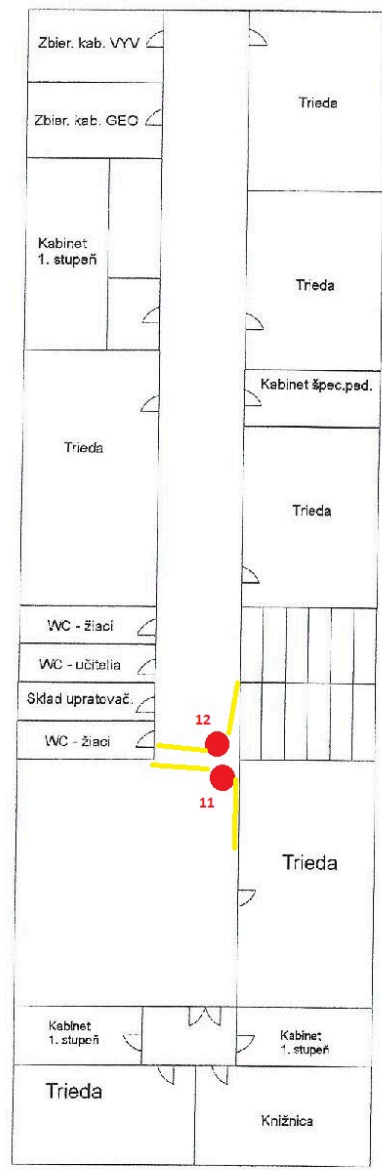 Zbier. kab. VYV
Trieda
Zbier. kab. GEO
Kabinet
1. stupeň
Trieda
Kabinet špec.ped.
Trieda
Trieda
WC - žiaci
WC - učitelia
Sklad upratovač.
12
WC - žiaci
11
Trieda
Kabinet
1. stupeň
Kabinet
1. stupeň
Trieda
Knižnica